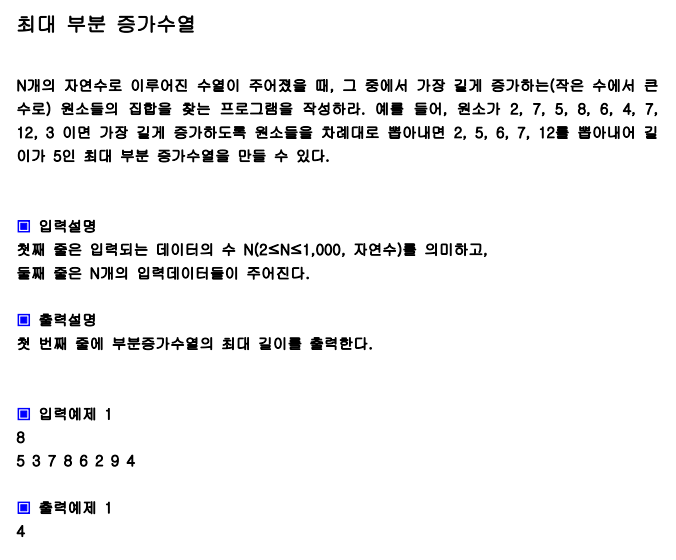 최대 부분 증가수열
N개의 자연수로 이루어진 수열이 주어졌을 때, 그 중에서 가장 길게 증가하는(작은 수에서 큰
수로) 원소들의 집합을 찾는 프로그램을 작성하라. 예를 들어, 원소가 2, 7, 5, 8, 6, 4, 7,
12, 3 이면 가장 길게 증가하도록 원소들을 차례대로 뽑아내면 2, 5, 6, 7, 12를 뽑아내어 길
이가 5인 최대 부분 증가수열을 만들 수 있다.
▣ 입력설명
첫째 줄은 입력되는 데이터의 수 N(2≤N≤1,000, 자연수)를 의미하고,
둘째 줄은 N개의 입력데이터들이 주어진다.
▣ 출력설명
첫 번째 줄에 부분증가수열의 최대 길이를 출력한다.
▣ 입력예제 1
8
5 3 7 8 6 2 9 4
▣ 출력예제 1
4